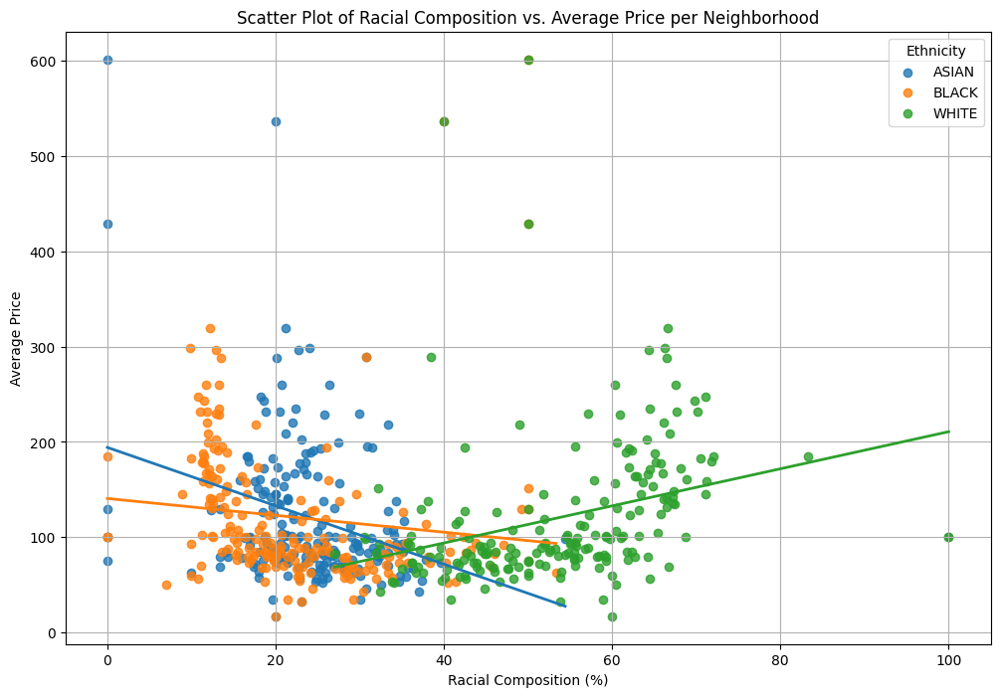 Scatter Plot of Racial Composition vs. Average Price per Neighborhood
Ethnicity
ASIAN
BLACK
WHITE
600
500
400
300
200
100
0
Average Price
0 20 40 60 80 100
Racial Composition (%)